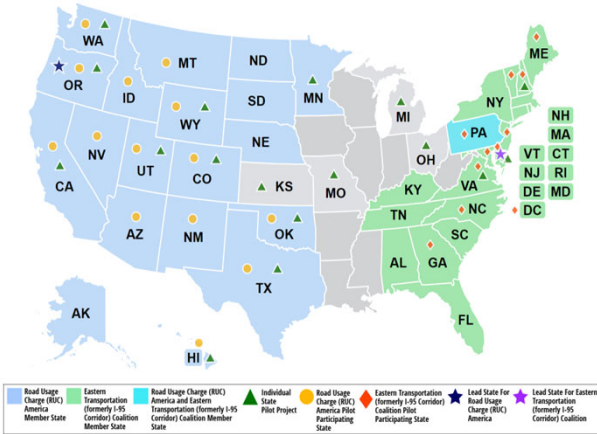 WA
MT
ND
ME
OR
MN
ID
SD
WY
MI
NY
NH
PA
MA
NE
NV
OH
VT
CT
UT
CO
NJ
RI
CA
KS
MO
VA
DE
MD
KY
DC
TN
NC
OK
AZ
NM
SC
AL
GA
TX
AK
FL
HI
Road Usage
Charge (RUC)
America
Member State
Eastern
Transportation
(formerly I-95
Corridor) Coalition
Member State
Road Usage Charge (RUC)
America and Eastern
Transportation (formerly I-95
Corridor) Coalition Member
State
Individual
State
Pilot Project
Road Usage
Charge (RUC)
America Pilot
Participating
State
Eastern Transportation
(formerly I-95 Corridor)
Coalition Pilot
Participating State
Lead State For
Road Usage
Charge (RUC)
America
Lead State For Eastern
Transportation
(formerly I-95
Corridor) Coalition